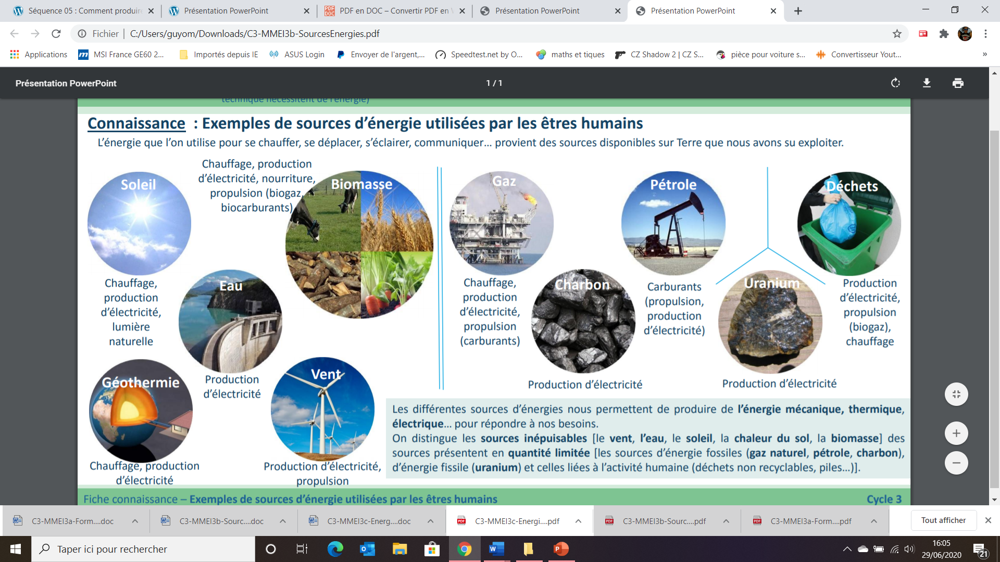 Séquence 05 : Comment produire
Présentation PowerPoint
PDF en DOC – Convertir PDF en W
Présentation PowerPoint
Présentation PowerPoint
Fichier
C:/Users/guyom/Downloads/C3-MMEI3b-SourcesEnergies.pdf
Applications
MSI France GE60 2...
Importés depuis IE
ASUS Login
Envoyer de l'argent,...
Speedtest.net by O...
maths et tiques
CZ Shadow 2 | CZ S...
pièce pour voiture s...
Convertisseur Yout...
»
Présentation PowerPoint
1 / 1
technique nécessitent de l'énergie)
Connaissance : Exemples de sources d'énergie utilisées par les êtres humains
L'énergie que l'on utilise pour se chauffer, se déplacer, s'éclairer, communiquer... provient des sources disponibles sur Terre que nous avons su exploiter.
Soleil
Chauffage,
production
d'électricité,
lumière
naturelle
Chauffage, production
d'électricité, nourriture,
propulsion (biogaz,
biocarburants)
Biomasse
Eau
Production
d'électricité
Géothermie
Chauffage, production
d'électricité
Vent
Production d'électricité,
propulsion
Gaz
Chauffage,
production
d'électricité,
propulsion
(carburants)
Charbon
Production d'électricité
Pétrole
Carburants
(propulsion,
production
d'électricité)
Uranium
Production d'électricité
Déchets
Production
d'électricité,
propulsion
(biogaz),
chauffage
Les différentes sources d'énergies nous permettent de produire de l'énergie mécanique, thermique,
électrique... pour répondre à nos besoins.
On distingue les sources inépuisables [le vent, l'eau, le soleil, la chaleur du sol, la biomasse] des
sources présentent en quantité limitée [les sources d'énergie fossiles (gaz naturel, pétrole, charbon),
d'énergie fissile (uranium) et celles liées à l'activité humaine (déchets non recyclables, piles...)].
Fiche connaissance – Exemples de sources d'énergie utilisées par les êtres humains
Cycle 3
C3-MMEI3a-Form....doc
C3-MMEI3b-Sourc....doc
C3-MMEI3c-Energ....doc
C3-MMEI3c-Energi....pdf
C3-MMEI3b-Sourc....pdf
C3-MMEI3a-Form....pdf
Tout afficher
Taper ici pour rechercher
16:05
29/06/2020
21